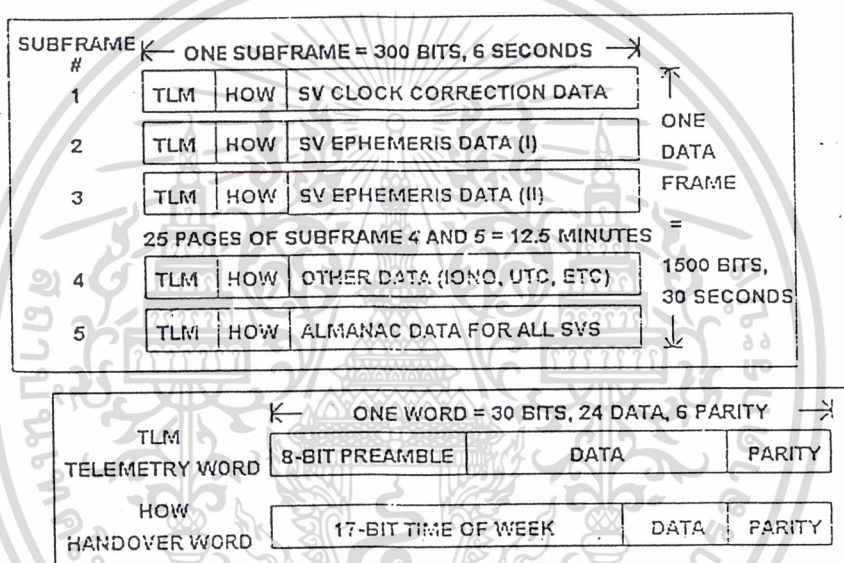 SUBFRAME #
ONE SUBFRAME = 300 BITS, 6 SECONDS
1 TLM HOW SV CLOCK CORRECTION DATA
2 TLM HOW SV EPHEMERIS DATA (I)
3 TLM HOW SV EPHEMERIS DATA (II)
25 PAGES OF SUBFRAME 4 AND 5 = 12.5 MINUTES
4 TLM HOW OTHER DATA (IONO, UTC, ETC)
5 TLM HOW ALMANAC DATA FOR ALL SVS
ONE
DATA
FRAME
=
1500 BITS,
30 SECONDS
ONE WORD = 30 BITS, 24 DATA, 6 PARITY
TLM
TELEMETRY WORD
8-BIT PREAMBLE DATA PARITY
HOW
HANDOVER WORD
17-BIT TIME OF WEEK DATA PARITY